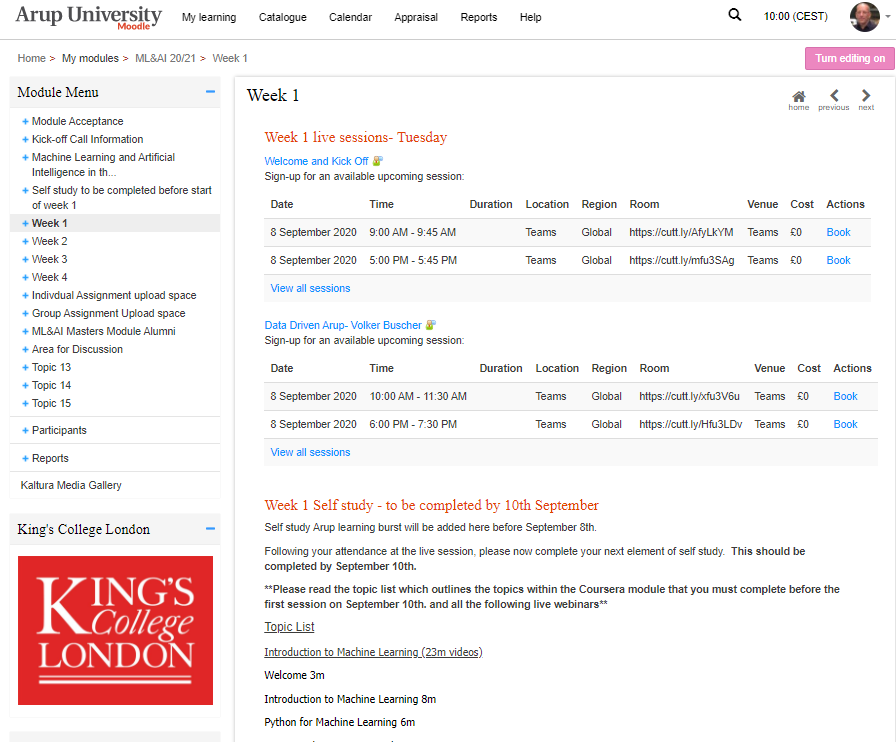 Arup University
Moodle
My learning Catalogue Calendar Appraisal Reports Help
10:00 (CEST)
Home > My modules > ML&AI 20/21 > Week 1
Turn editing on
Module Menu
Module Acceptance
Kick-off Call Information
Machine Learning and Artificial
Intelligence in th...
Self study to be completed before start
of week 1
Week 1
Week 2
Week 3
Week 4
Indivdual Assignment upload space
Group Assignment Upload space
ML&AI Masters Module Alumni
Area for Discussion
Topic 13
Topic 14
Topic 15
Participants
Reports
Kaltura Media Gallery
King's College London
KING'S
College
LONDON
Week 1
home previous next
Week 1 live sessions- Tuesday
Welcome and Kick Off
Sign-up for an available upcoming session:
Date Time Duration Location Region Room Venue Cost Actions
8 September 2020 9:00 AM - 9:45 AM Teams Global https://cutt.ly/AfyLkYM Teams £0 Book
8 September 2020 5:00 PM - 5:45 PM Teams Global https://cutt.ly/mfu3SAg Teams £0 Book
View all sessions
Data Driven Arup- Volker Buscher
Sign-up for an available upcoming session:
Date Time Duration Location Region Room Venue Cost Actions
8 September 2020 10:00 AM - 11:30 AM Teams Global https://cutt.ly/xfu3V6u Teams £0 Book
8 September 2020 6:00 PM - 7:30 PM Teams Global https://cutt.ly/Hfu3LDv Teams £0 Book
View all sessions
Week 1 Self study - to be completed by 10th September
Self study Arup learning burst will be added here before September 8th.
Following your attendance at the live session, please now complete your next element of self study. This should be
completed by September 10th.
**Please read the topic list which outlines the topics within the Coursera module that you must complete before the
first session on September 10th. and all the following live webinars**
Topic List
Introduction to Machine Learning (23m videos)
Welcome 3m
Introduction to Machine Learning 8m
Python for Machine Learning 6m